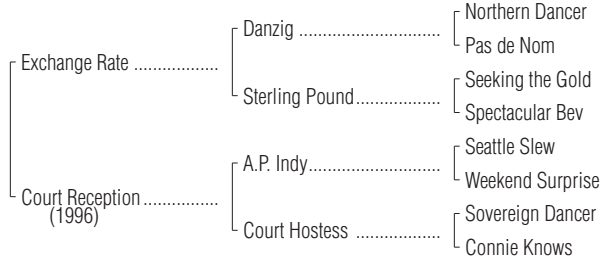 Northern Dancer
Danzig ..................................
Pas de Nom
Exchange Rate ....................
Seeking the Gold
Sterling Pound....................
Spectacular Bev
Seattle Slew
A.P. Indy................................
Weekend Surprise
Court Reception ..................
(1996)
Sovereign Dancer
Court Hostess ....................
Connie Knows